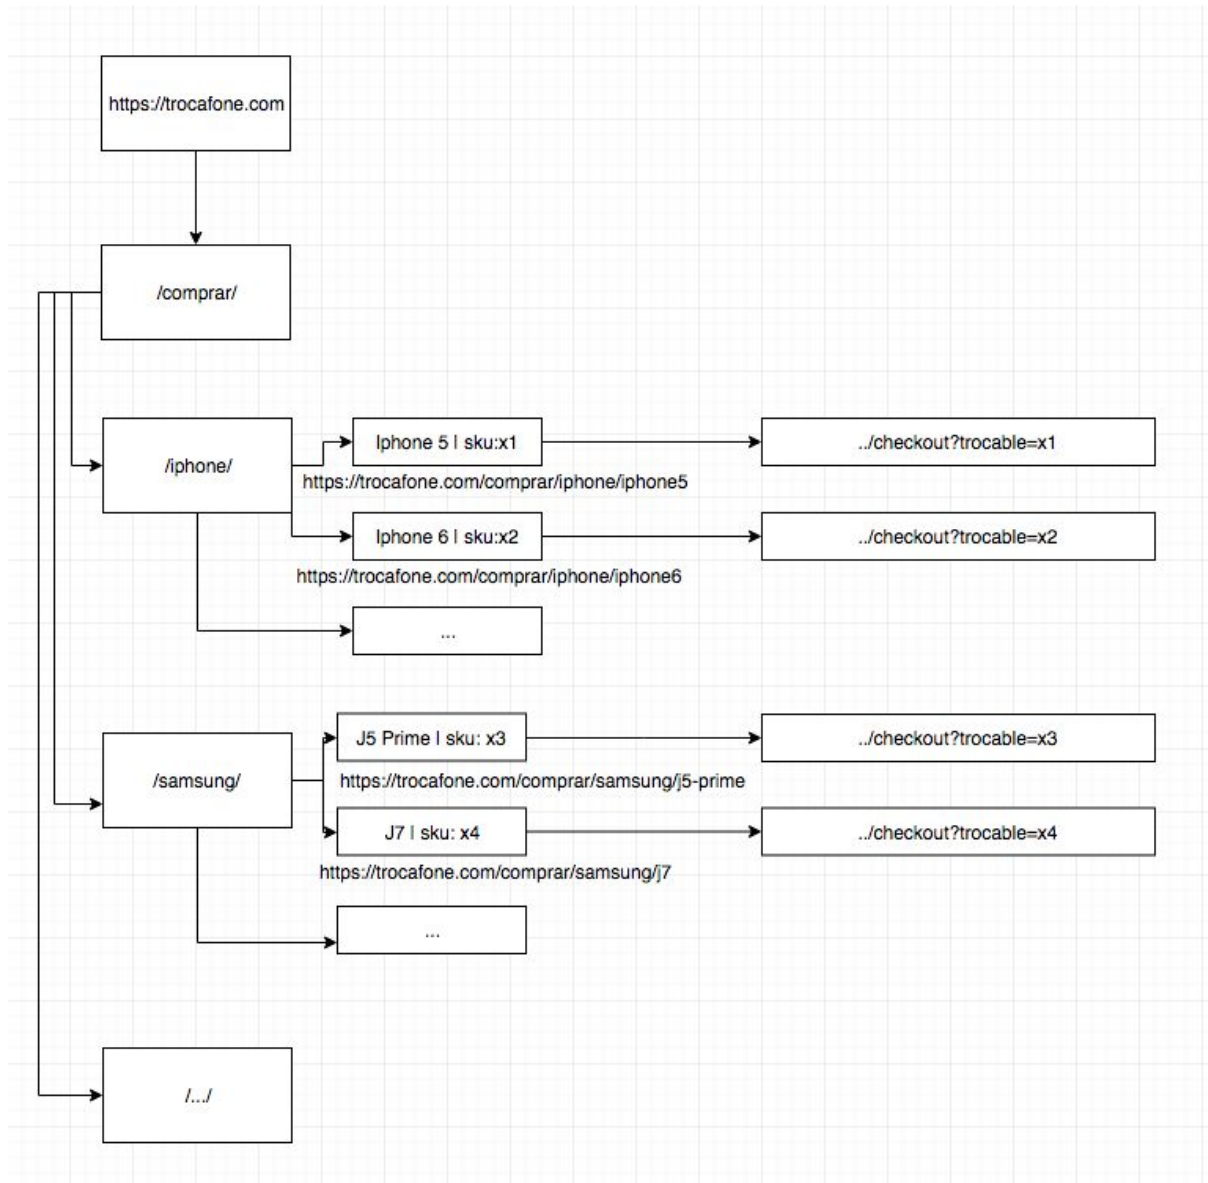 https://trocafone.com
/comprar/
/iphone/
Iphone 5 | sku:x1
../checkout?trocable=x1
https://trocafone.com/comprar/iphone/iphone5
Iphone 6 | sku:x2
../checkout?trocable=x2
https://trocafone.com/comprar/iphone/iphone6
...
/samsung/
J5 Prime | sku: x3
../checkout?trocable=x3
https://trocafone.com/comprar/samsung/j5-prime
J7 | sku: x4
../checkout?trocable=x4
https://trocafone.com/comprar/samsung/j7
...
/.../